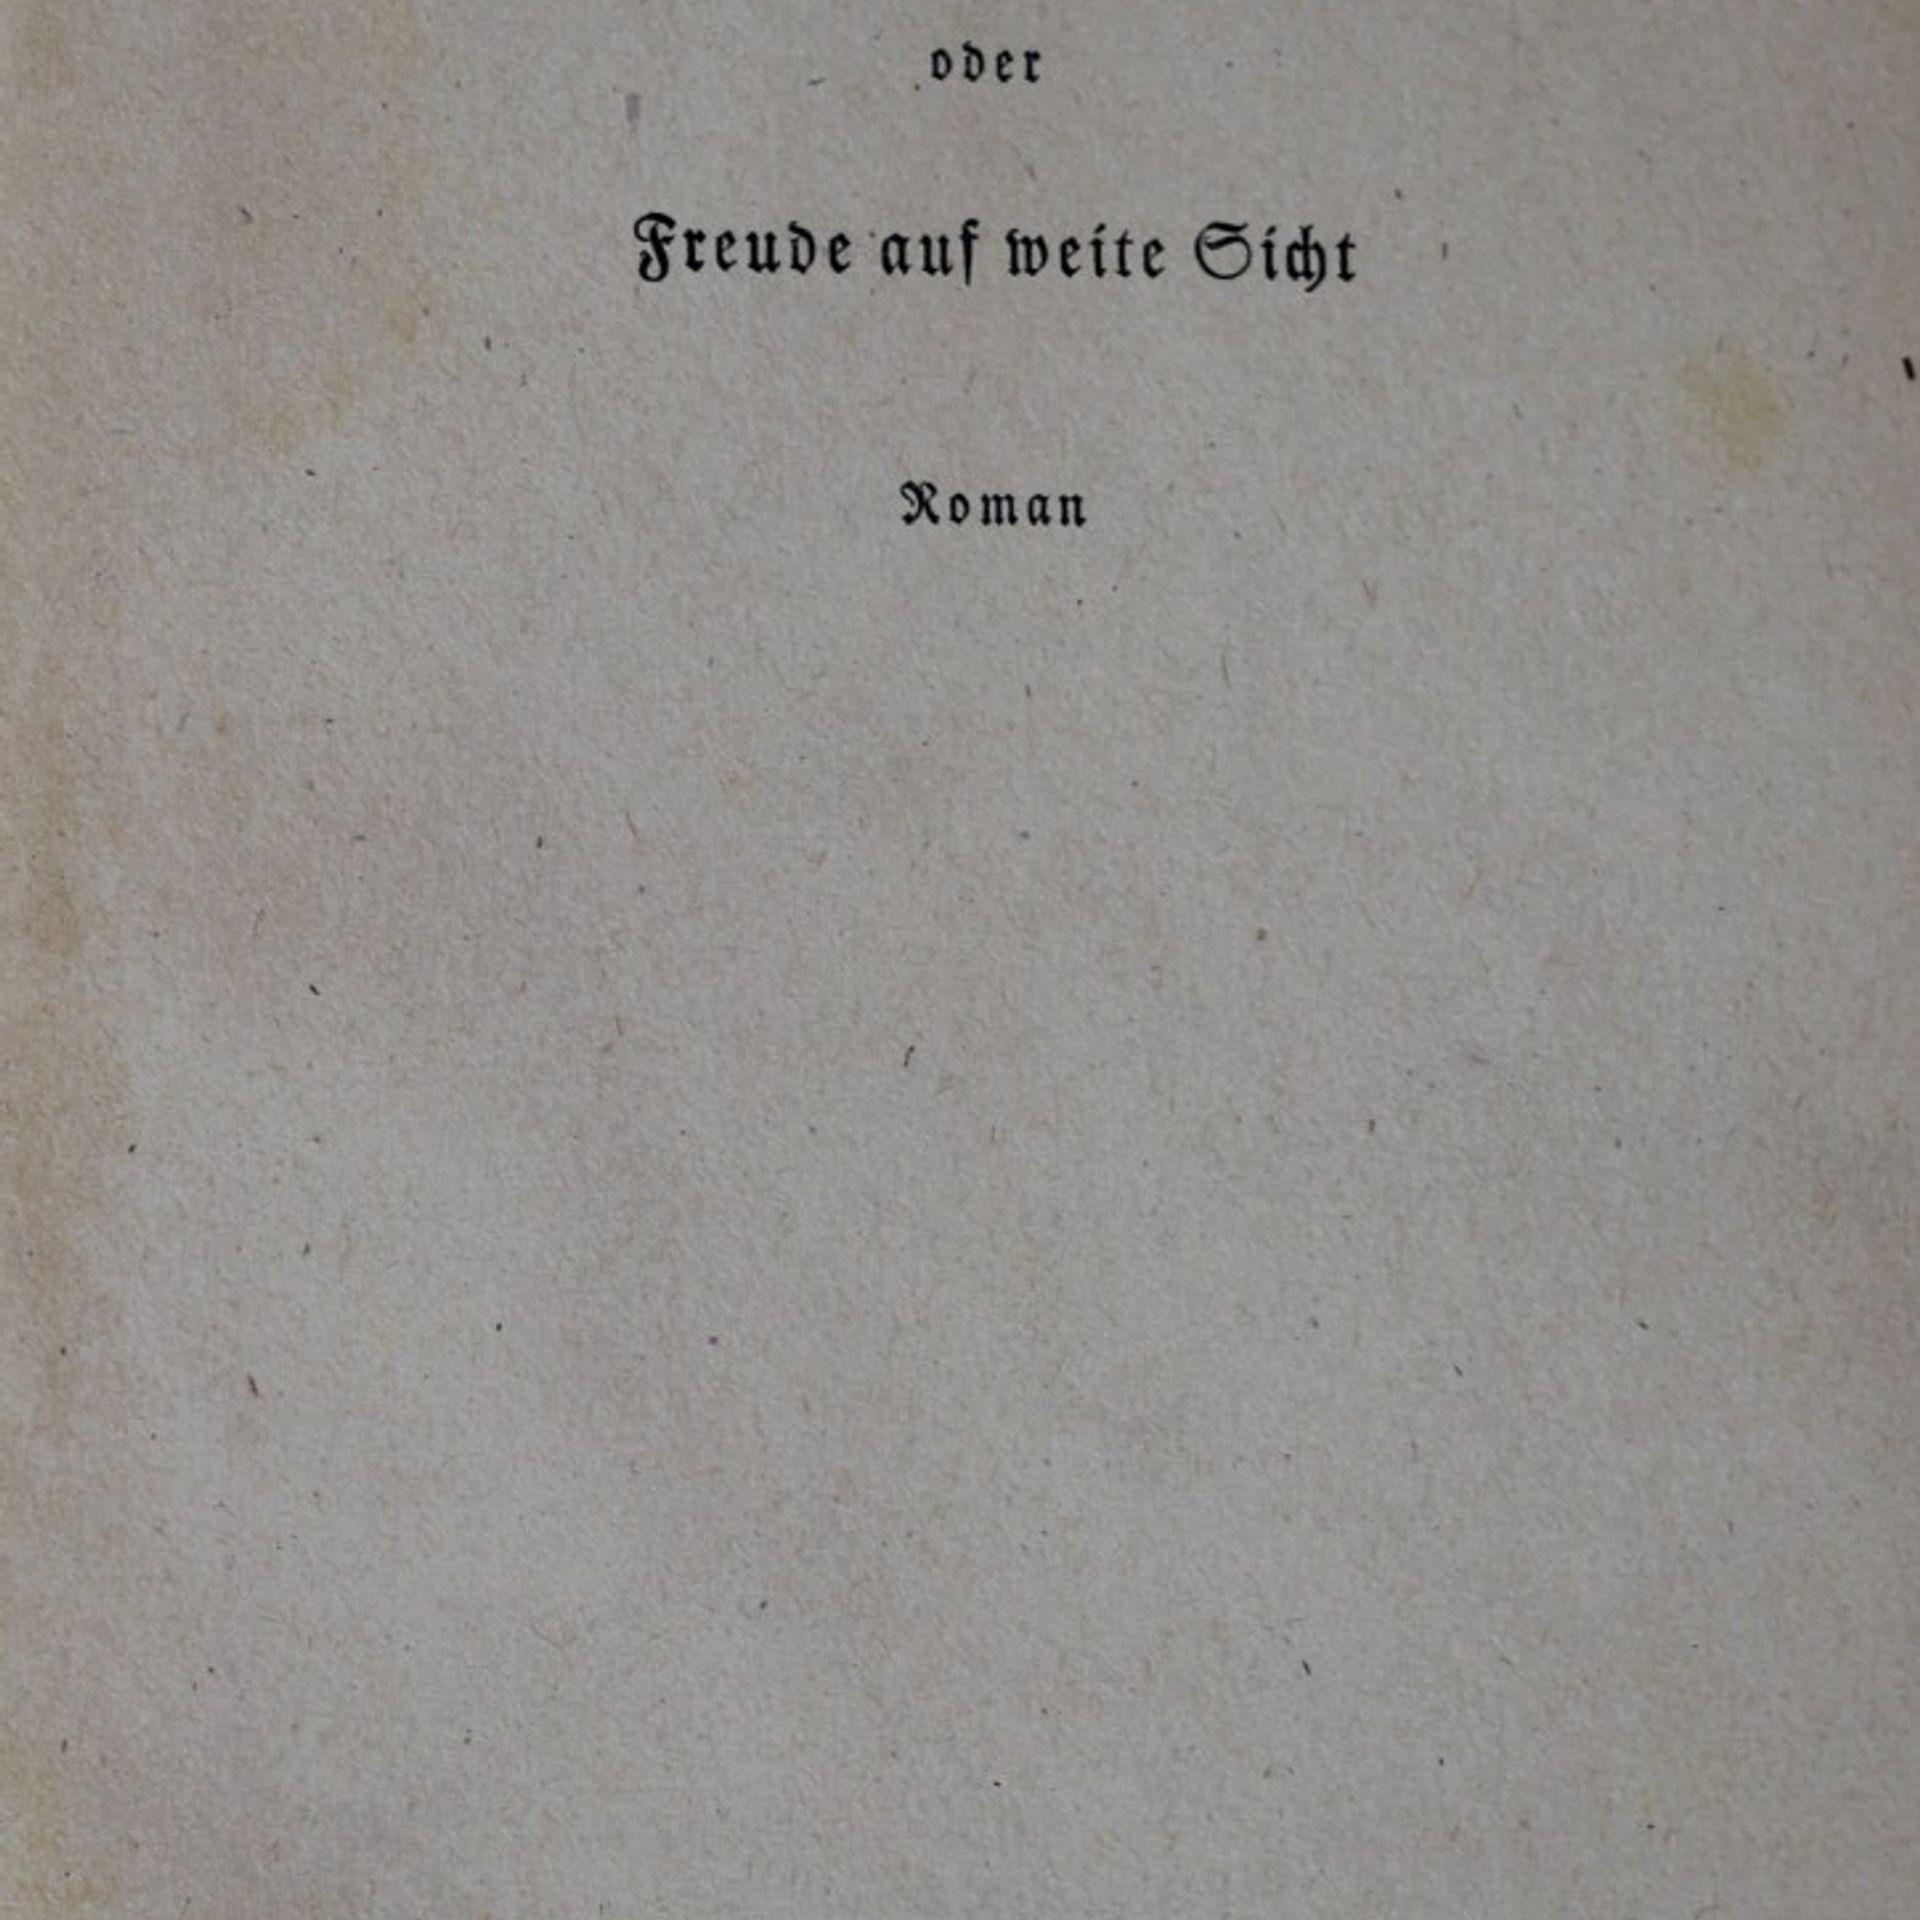 oder
Freude auf weite Sicht
Roman